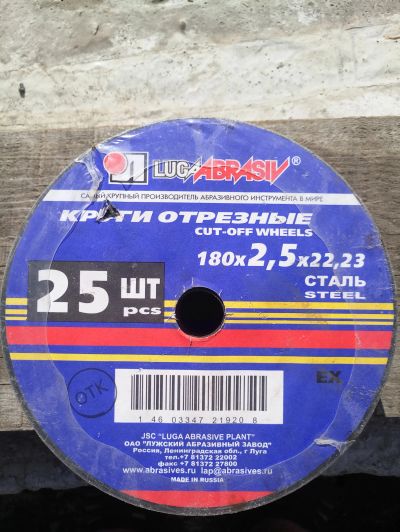 LUGAABRASIV®
САМЫЙ КРУПНЫЙ ПРОИЗВОДИТЕЛЬ АБРАЗИВНОГО ИНСТРУМЕНТА В МИРЕ
КРУГИ ОТРЕЗНЫЕ
CUT-OFF WHEELS
180x2,5x22,23
25 ШТ
pcs
СТАЛЬ
STEEL
ОТК
EX
1 46 03347 21920 8
JSC "LUGA ABRASIVE PLANT"
ОАО "ЛУЖСКИЙ АБРАЗИВНЫЙ ЗАВОД"
Россия, Ленинградская обл., г Луга
тел.+7 81372 22002
факс +7 81372 27800
www.abrasives.ru lap@abrasives.ru
MADE IN RUSSIA